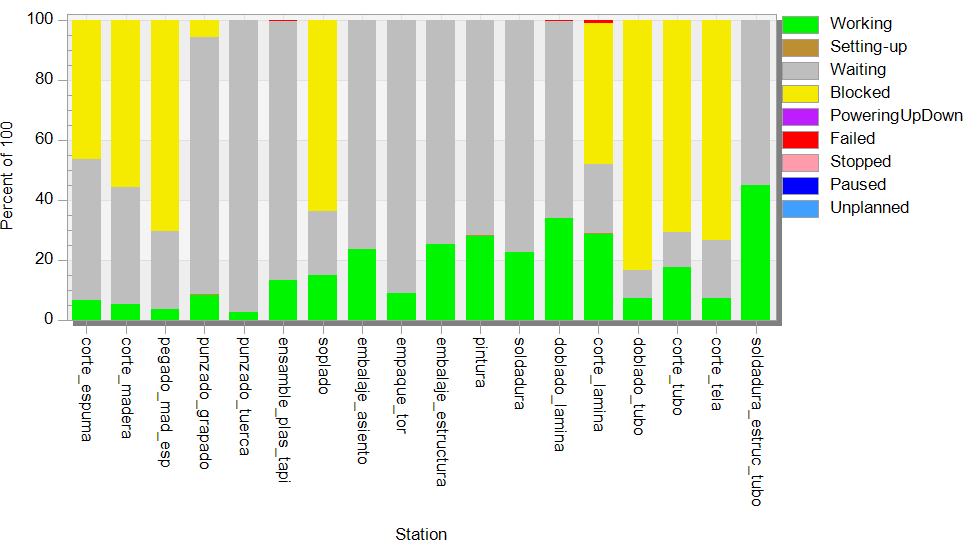 100
80
60
40
20
0
Percent of 100
corte_espuma
corte_madera
pegado_mad_esp
punzado_grapado
punzado_tuerca
ensamble_plas_tapi
soplado
embalaje_asiento
empaque_tor
embalaje_estructura
pintura
soldadura
doblado_lamina
corte_lamina
doblado_tubo
corte_tubo
corte_tela
soldadura_estruc_tubo
Station
Working
Setting-up
Waiting
Blocked
PoweringUpDown
Failed
Stopped
Paused
Unplanned